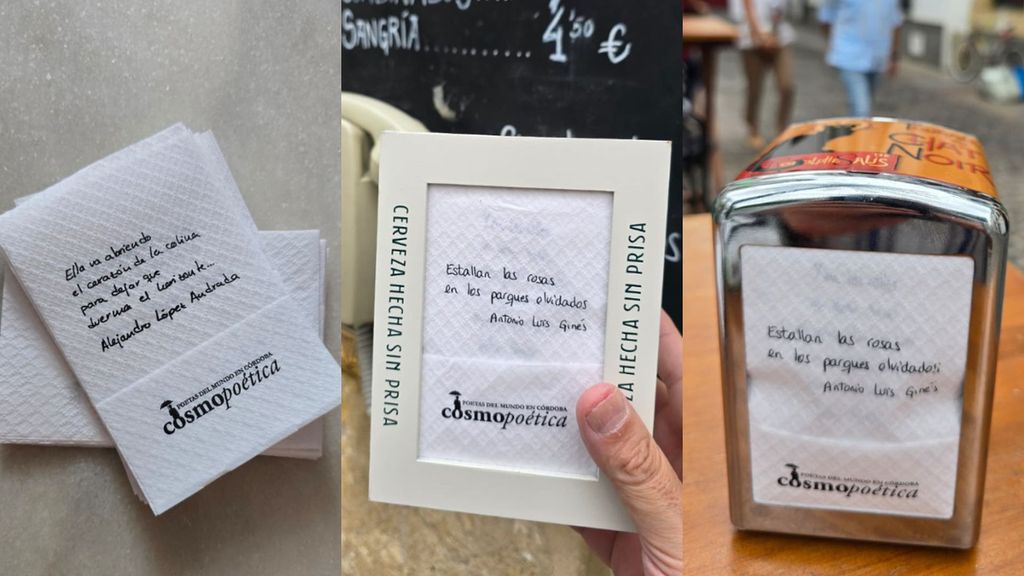 Ella va abriendo
el corazón de la colina
para dejar que
duerma el horizonte...
Alejandro López Andrada
POETAS DEL MUNDO EN CÓRDOBA
cosmopoética
SANGRÍA............ 4'50 €
CERVEZA HECHA SIN PRISA
Estallan las rosas
en los parques olvidados
Antonio Luis Ginés
POETAS DEL MUNDO EN CÓRDOBA
cosmopoética
ZA HECHA SIN PRISA
Estallan las rosas
en los parques olvidados
Antonio Luis Ginés
POETAS DEL MUNDO EN CÓRDOBA
cosmopoética